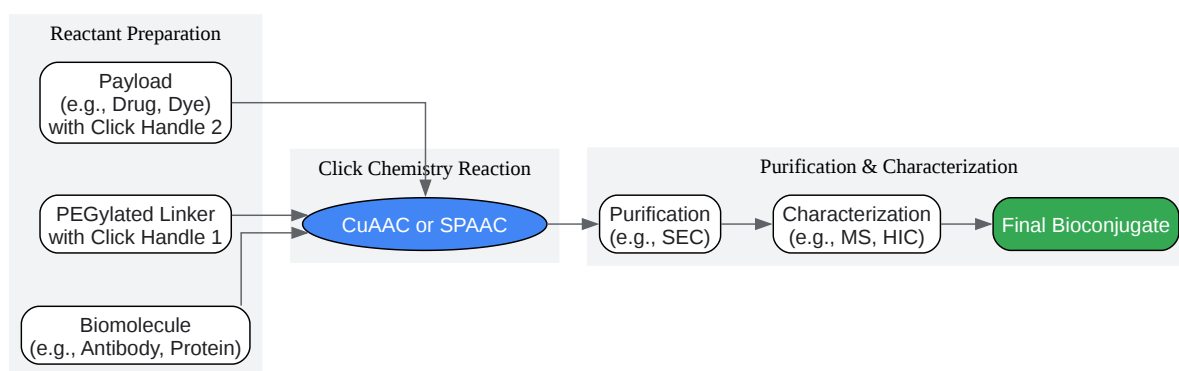 Reactant Preparation
Payload
(e.g., Drug, Dye)
with Click Handle 2
PEGylated Linker
with Click Handle 1
Biomolecule
(e.g., Antibody, Protein)
Click Chemistry Reaction
CuAAC or SPAAC
Purification & Characterization
Purification
(e.g., SEC)
Characterization
(e.g., MS, HIC)
Final Bioconjugate